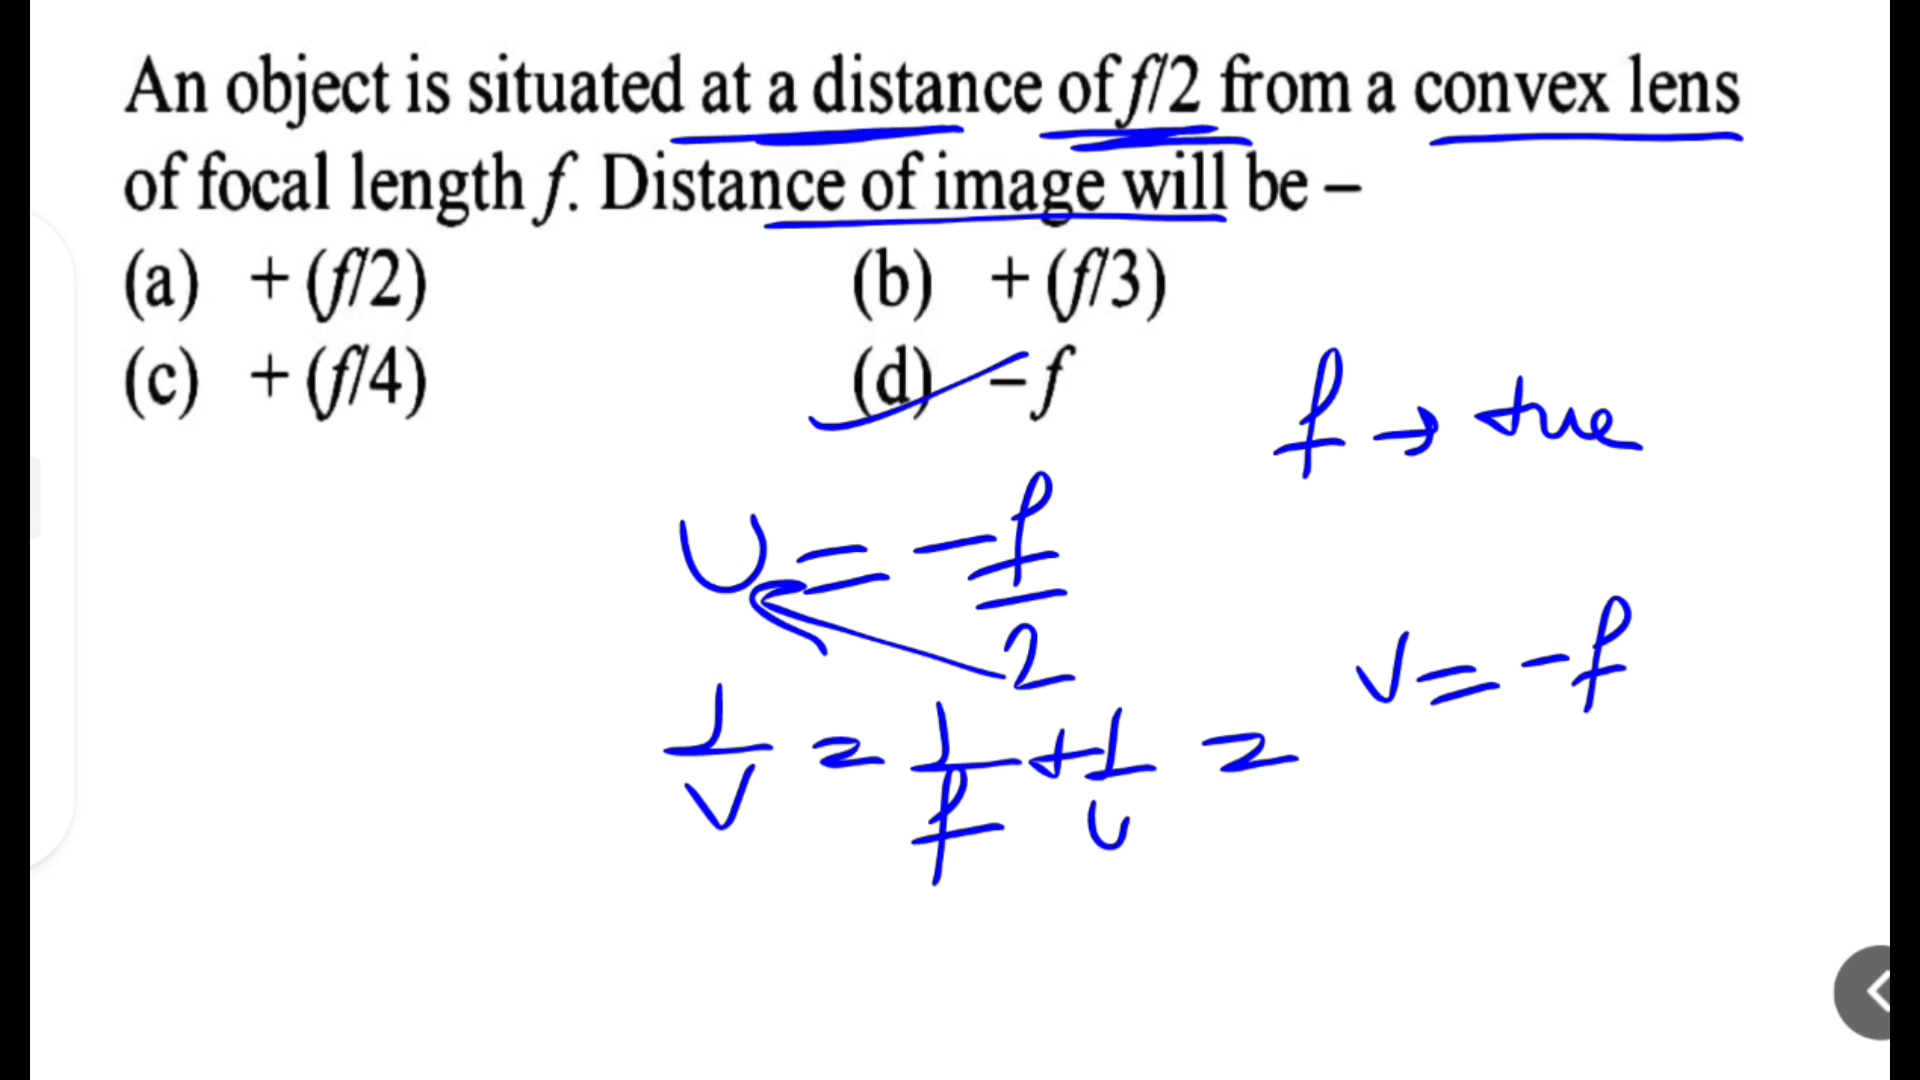 An object is situated at a distance of f/2 from a convex lens
of focal length f. Distance of image will be –
(a) + (f/2) (b) + (f/3)
(c) + (f/4) (d) – f
f → +ve
U = -f/2
V = -f
1/V = 1/f + 1/U =